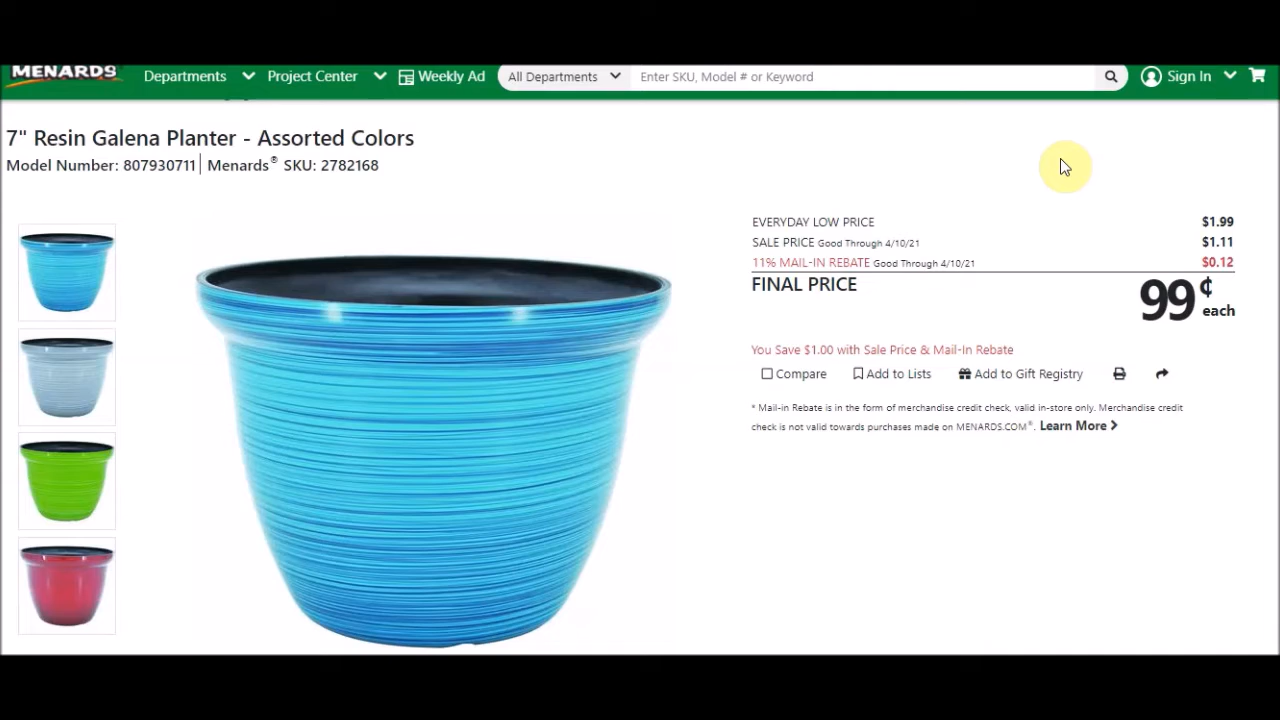 MENARDS
Departments Project Center Weekly Ad All Departments Enter SKU, Model # or Keyword Sign In
7" Resin Galena Planter - Assorted Colors
Model Number: 807930711 Menards® SKU: 2782168
EVERYDAY LOW PRICE $1.99
SALE PRICE Good Through 4/10/21 $1.11
11% MAIL-IN REBATE Good Through 4/10/21 $0.12
FINAL PRICE 99¢ each
You Save $1.00 with Sale Price & Mail-In Rebate
Compare Add to Lists Add to Gift Registry
* Mail-in Rebate is in the form of merchandise credit check, valid in-store only. Merchandise credit
check is not valid towards purchases made on MENARDS.COM®. Learn More